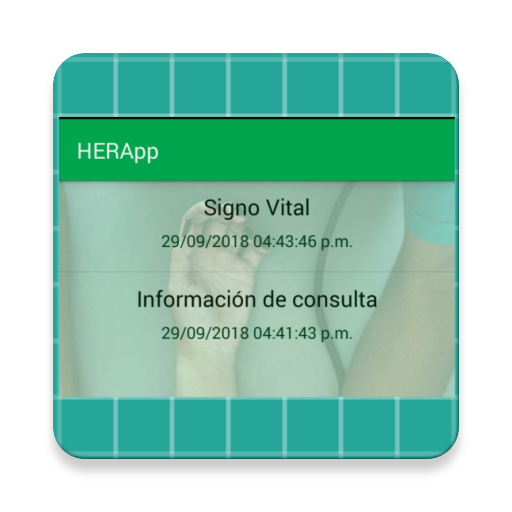 HERApp
Signo Vital
29/09/2018 04:43:46 p.m.
Información de consulta
29/09/2018 04:41:43 p.m.